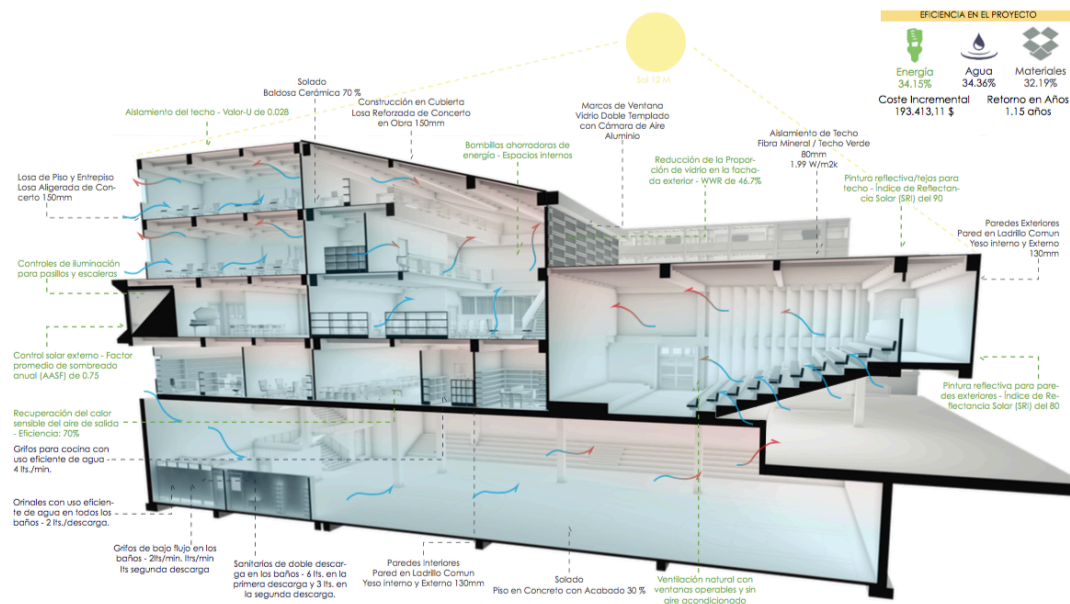 EFICIENCIA EN EL PROYECTO
Energía
34.15%
Agua
34.36%
Materiales
32.19%
Coste Incremental
193.413,11 $
Retorno en Años
1.15 años
Sol 12 M
Solado
Baldosa Cerámica 70 %
Aislamiento del techo - Valor-U de 0.028
Construcción en Cubierta
Losa Reforzada de Concerto
en Obra 150mm
Bombillas ahorradoras de
energía - Espacios internos
Marcos de Ventana
Vidrio Doble Templado
con Cámara de Aire
Aluminio
Reducción de la Propor-
ción de vidrio en la facha-
da exterior - WWR de 46.7%
Aislamiento de Techo
Fibra Mineral / Techo Verde
80mm
1.99 W/m2k
Pintura reflectiva/tejas para
techo - Índice de Reflectan-
cia Solar (SRI) del 90
Paredes Exteriores
Pared en Ladrillo Comun
Yeso interno y Externo
130mm
Losa de Piso y Entrepiso
Losa Aligerada de Con-
certo 150mm
Controles de iluminación
para pasillos y escaleras
Control solar externo - Factor
promedio de sombreado
anual (AASF) de 0.75
Recuperación del calor
sensible del aire de salida
- Eficiencia: 70%
Grifos para cocina con
uso eficiente de agua
4 lts./min.
Orinales con uso eficien-
te de agua en todos los
baños - 2 lts./descarga.
Grifos de bajo flujo en los
baños - 2lts/min. ltrs/min
lts segunda descarga
Sanitarios de doble descar-
ga en los baños - 6 lts. en la
primera descarga y 3 lts. en
la segunda descarga.
Paredes Interiores
Pared en Ladrillo Comun
Yeso interno y Externa 130mm
Solado
Piso en Concreto con Acabado 30 %
Ventilación natural con
ventanas operables y sin
aire acondicionado
Pintura reflectiva para pare-
des exteriores - Índice de Re-
flectancia Solar (SRI) del 80